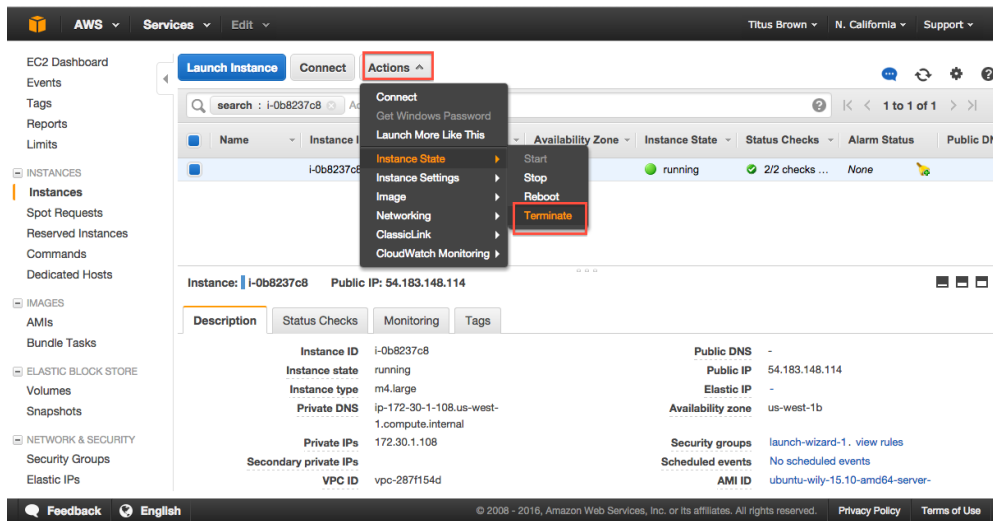 AWS Services Edit Titus Brown N. California Support
EC2 Dashboard
Events
Tags
Reports
Limits
INSTANCES
Instances
Spot Requests
Reserved Instances
Commands
Dedicated Hosts
IMAGES
AMIs
Bundle Tasks
ELASTIC BLOCK STORE
Volumes
Snapshots
NETWORK & SECURITY
Security Groups
Elastic IPs
Launch Instance Connect Actions
search : i-0b8237c8 Ad 1 to 1 of 1
Name Instance I Availability Zone Instance State Status Checks Alarm Status Public DN
i-0b8237c8 running 2/2 checks ... None
Connect
Get Windows Password
Launch More Like This
Instance State
Instance Settings
Image
Networking
ClassicLink
CloudWatch Monitoring
Start
Stop
Reboot
Terminate
Instance: i-0b8237c8 Public IP: 54.183.148.114
Description Status Checks Monitoring Tags
Instance ID i-0b8237c8
Instance state running
Instance type m4.large
Private DNS ip-172-30-1-108.us-west-
1.compute.internal
Private IPs 172.30.1.108
Secondary private IPs
VPC ID vpc-287f154d
Public DNS -
Public IP 54.183.148.114
Elastic IP -
Availability zone us-west-1b
Security groups launch-wizard-1. view rules
Scheduled events No scheduled events
AMI ID ubuntu-wily-15.10-amd64-server-
Feedback English © 2008 - 2016, Amazon Web Services, Inc. or its affiliates. All rights reserved. Privacy Policy Terms of Use